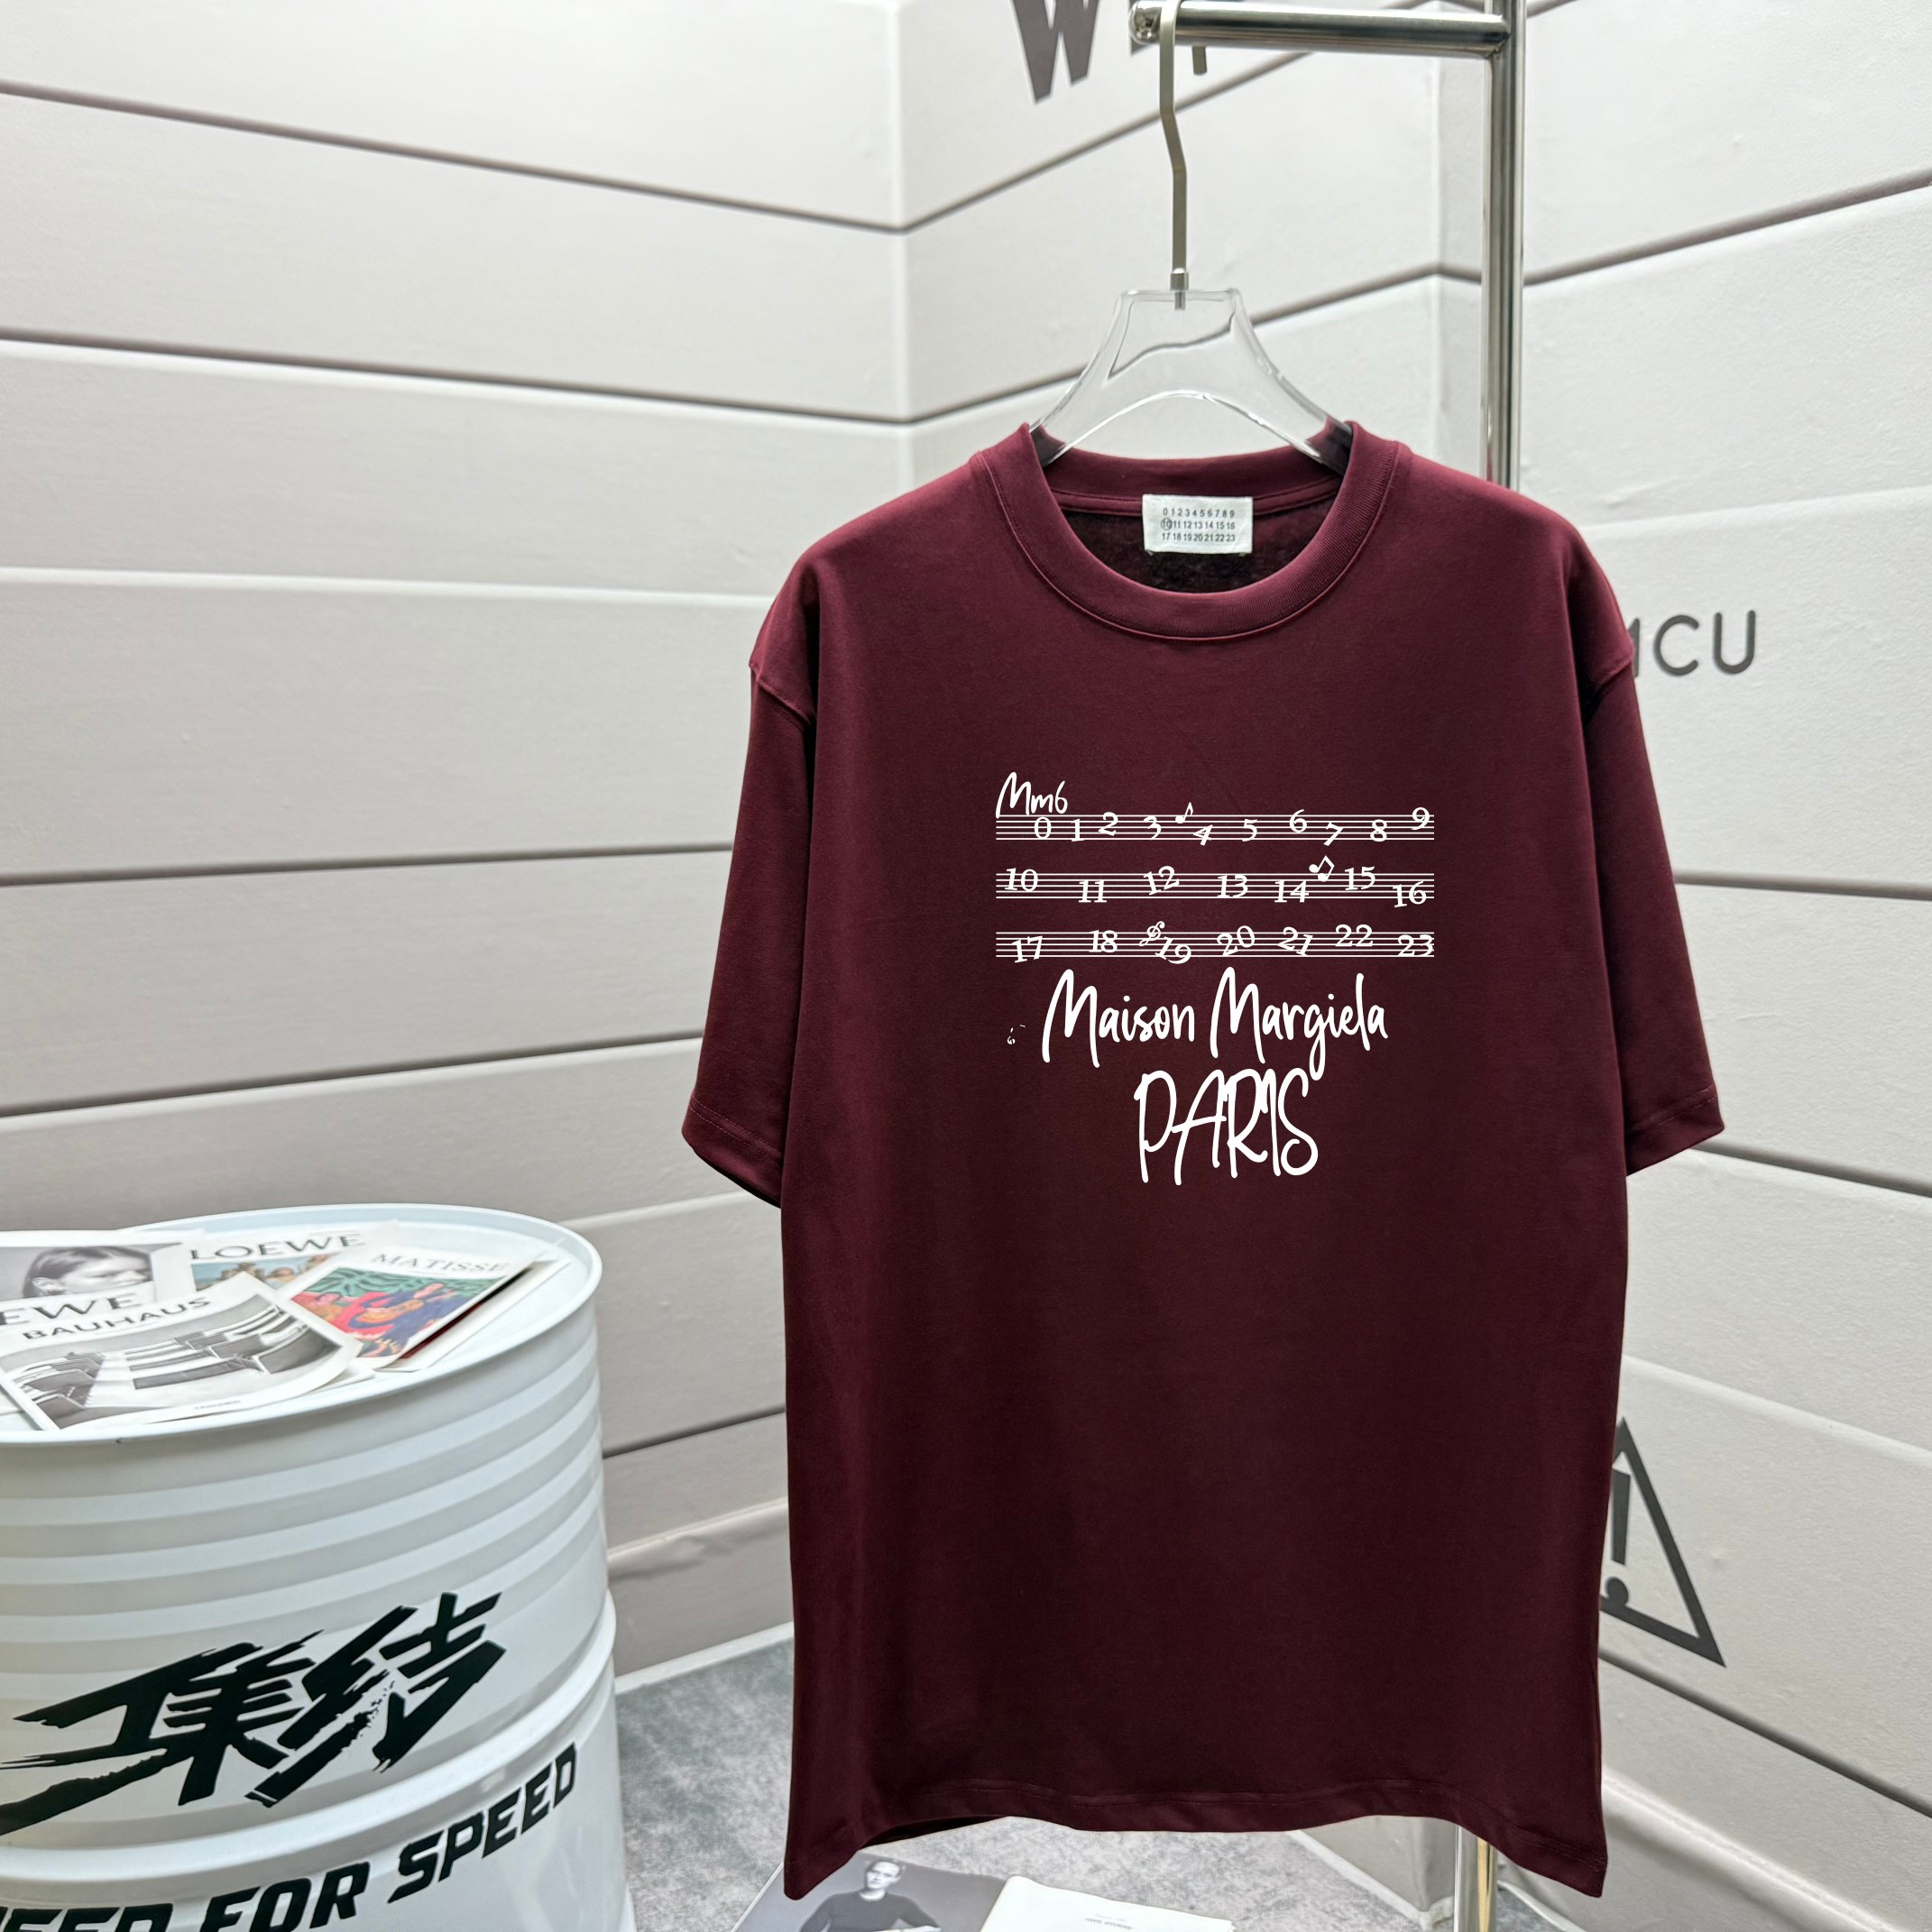 W
0 1 2 3 4 5 6 7 8 9
10 11 12 13 14 15 16
17 18 19 20 21 22 23
MCU
Mm6
0 1 2 3 4 5 6 7 8 9
10 11 12 13 14 15 16
17 18 19 20 21 22 23
Maison Margiela
PARIS
LOEWE
MATISSE
EWE
BAUHAUS
!
集结
EED FOR SPEED